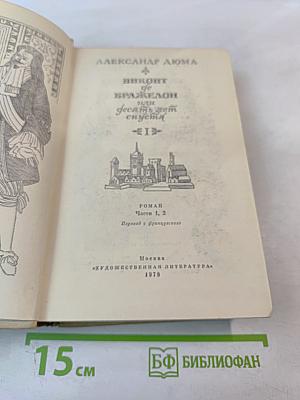 АЛЕКСАНДР ДЮМА
ВИКОНТ
де
БРАЖЕЛОН
или
десять лет
спустя
I
РОМАН
Части 1, 2
Перевод с французского
Москва
«ХУДОЖЕСТВЕННАЯ ЛИТЕРАТУРА»
1979
15 см
БФ БИБЛИОФАН